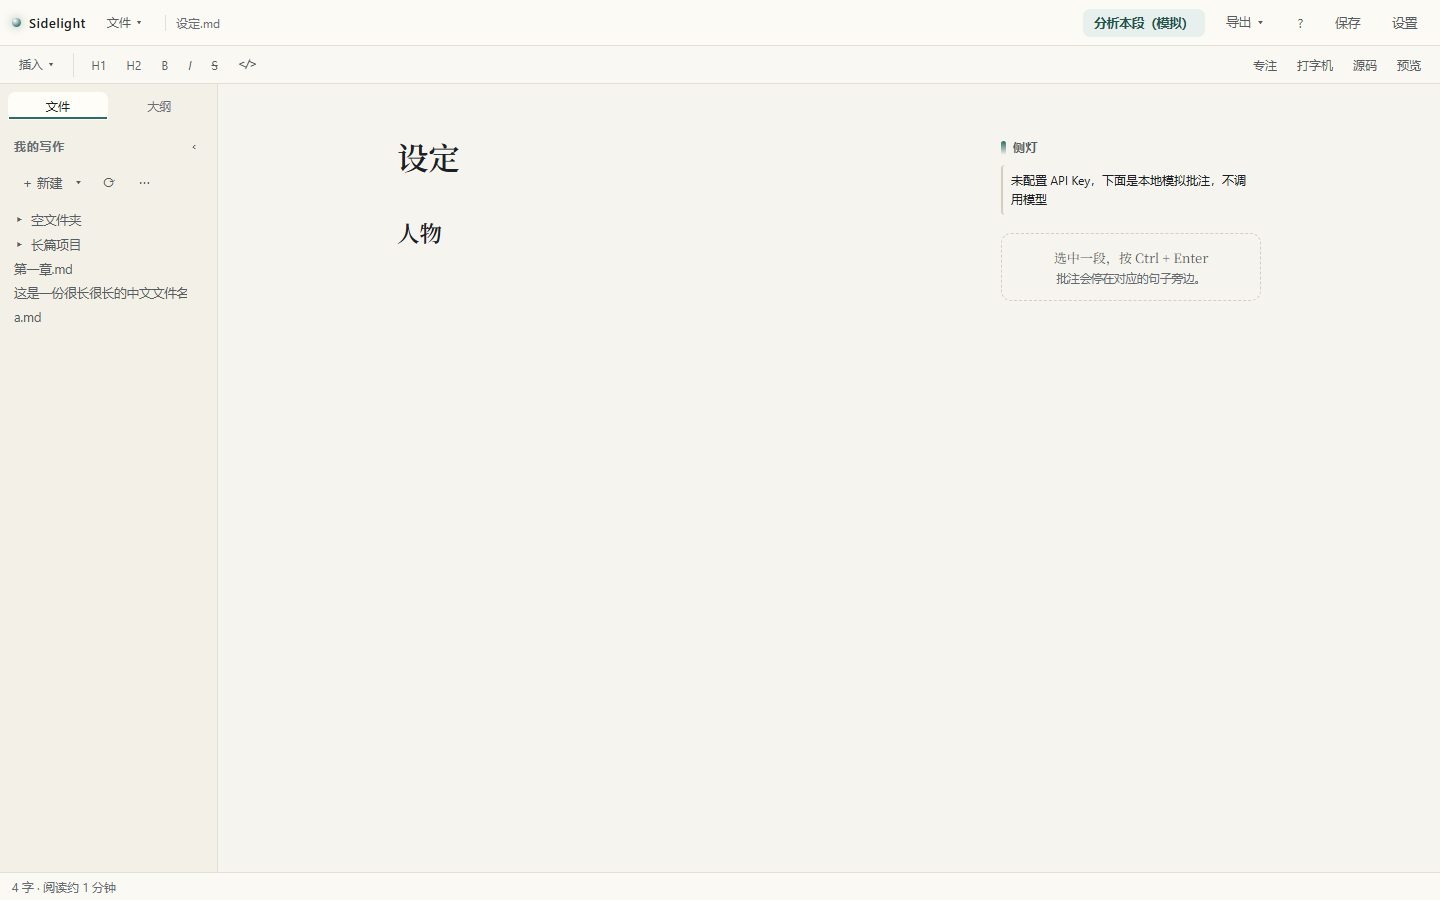 Sidelight 文件 ▾ 设定.md 分析本段（模拟） 导出 ▾ ? 保存 设置
插入 ▾ H1 H2 B I S </> 专注 打字机 源码 预览
文件 大纲
我的写作 ‹
+ 新建 ▾ ⟳ ···
▸ 空文件夹
▸ 长篇项目
第一章.md
这是一份很长很长的中文文件名
a.md
设定
人物
侧灯
未配置 API Key，下面是本地模拟批注，不调
用模型
选中一段，按 Ctrl + Enter
批注会停在对应的句子旁边。
4 字 · 阅读约 1 分钟